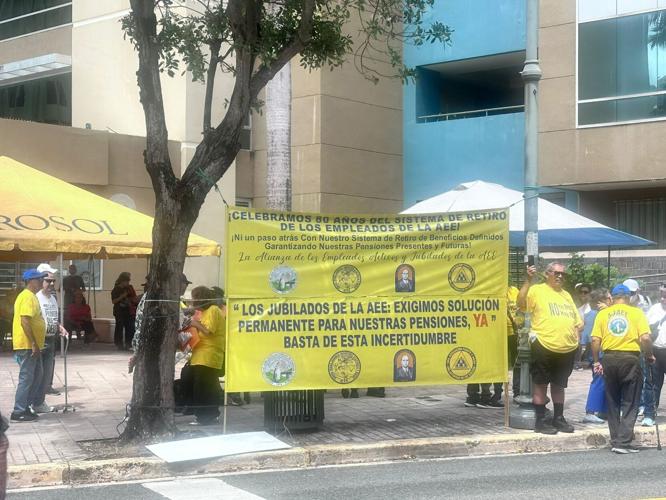 ¡CELEBRAMOS 80 AÑOS DEL SISTEMA DE RETIRO
DE LOS EMPLEADOS DE LA AEE!
¡Ni un paso atrás Con Nuestro Sistema de Retiro de Beneficios Definidos
Garantizando Nuestras Pensiones Presentes y Futuras!
La Alianza de los Empleados Activos y Jubilados de la AEE
" LOS JUBILADOS DE LA AEE: EXIGIMOS SOLUCIÓN
PERMANENTE PARA NUESTRAS PENSIONES, YA "
BASTA DE ESTA INCERTIDUMBRE
ROSOL
NO